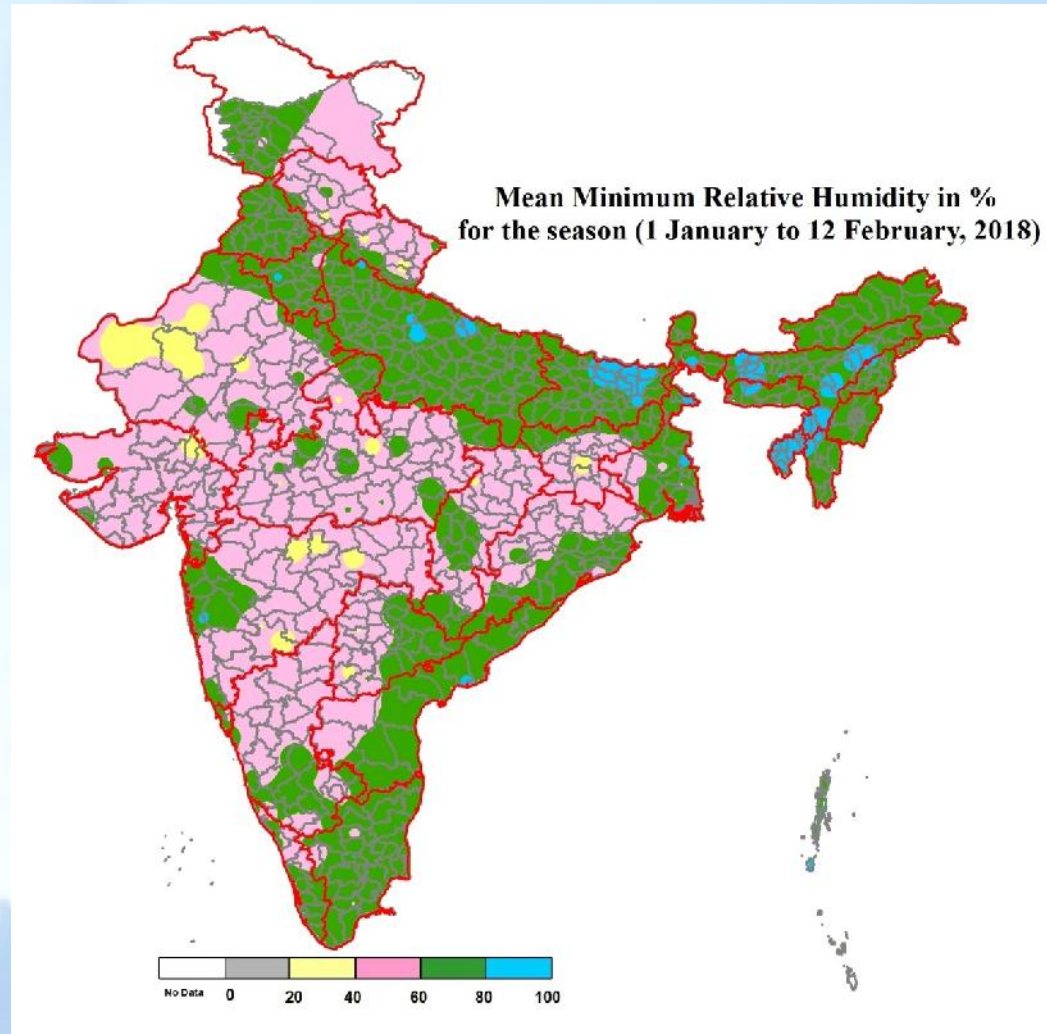 Mean Minimum Relative Humidity in %
for the season (1 January to 12 February, 2018)
No Data 0 20 40 60 80 100